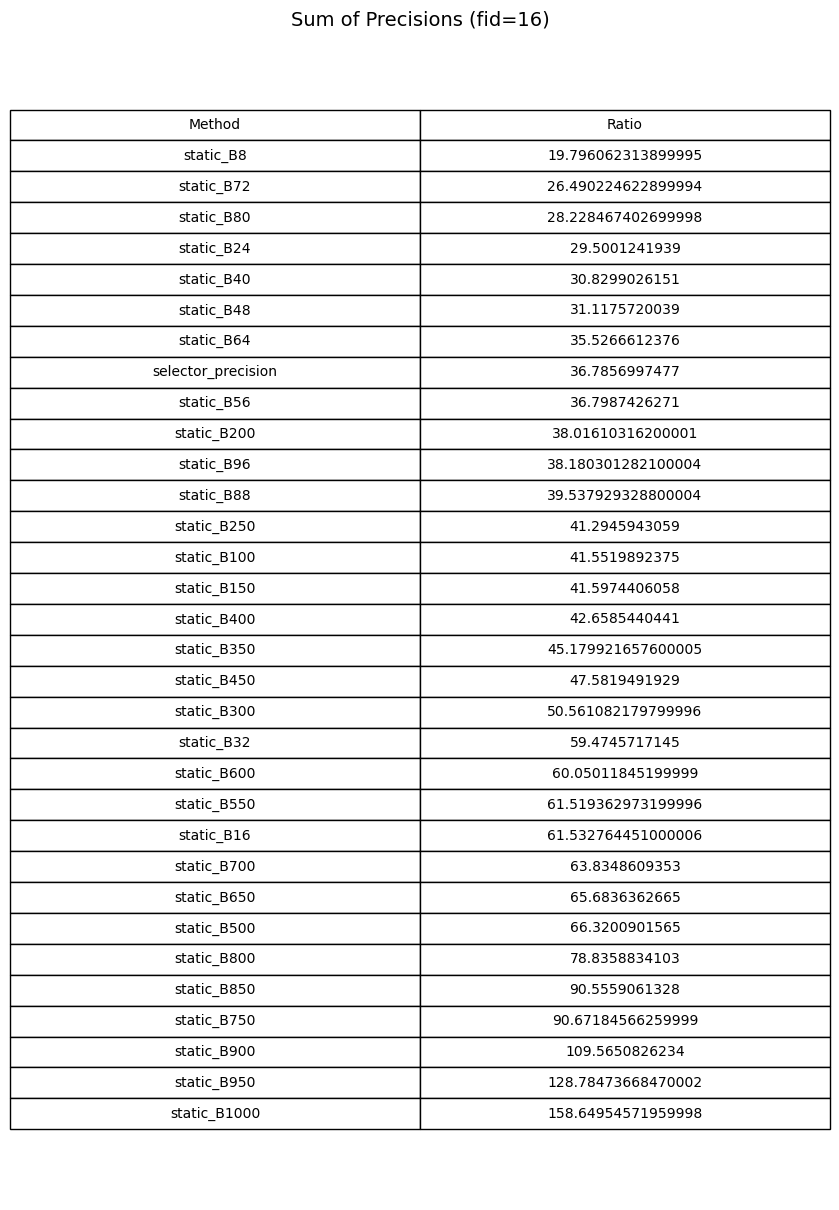 Sum of Precisions (fid=16)
Method Ratio
static_B8 19.796062313899995
static_B72 26.490224622899994
static_B80 28.228467402699998
static_B24 29.5001241939
static_B40 30.8299026151
static_B48 31.1175720039
static_B64 35.5266612376
selector_precision 36.7856997477
static_B56 36.7987426271
static_B200 38.01610316200001
static_B96 38.180301282100004
static_B88 39.537929328800004
static_B250 41.2945943059
static_B100 41.5519892375
static_B150 41.5974406058
static_B400 42.6585440441
static_B350 45.179921657600005
static_B450 47.5819491929
static_B300 50.561082179799996
static_B32 59.4745717145
static_B600 60.05011845199999
static_B550 61.519362973199996
static_B16 61.532764451000006
static_B700 63.8348609353
static_B650 65.6836362665
static_B500 66.3200901565
static_B800 78.8358834103
static_B850 90.5559061328
static_B750 90.67184566259999
static_B900 109.5650826234
static_B950 128.78473668470002
static_B1000 158.64954571959998